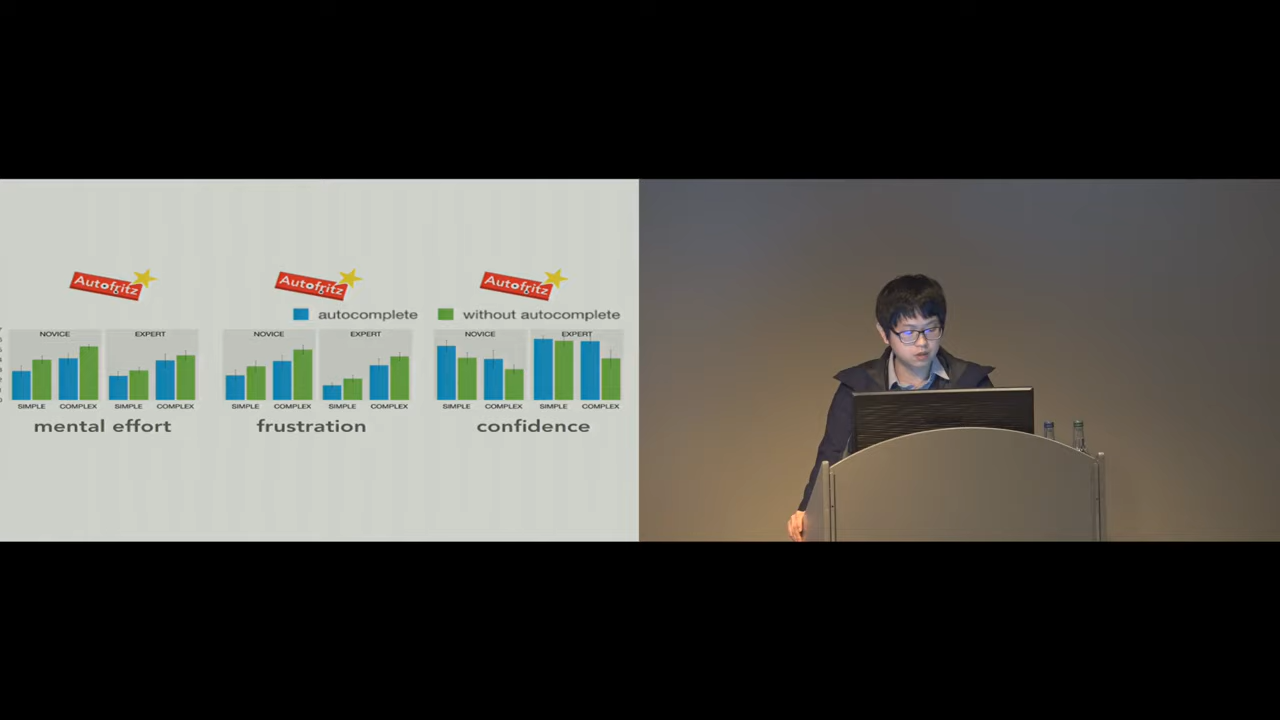 Autofritz
Autofritz
Autofritz
autocomplete
without autocomplete
NOVICE
EXPERT
NOVICE
EXPERT
NOVICE
EXPERT
SIMPLE
COMPLEX
SIMPLE
COMPLEX
SIMPLE
COMPLEX
SIMPLE
COMPLEX
SIMPLE
COMPLEX
SIMPLE
COMPLEX
mental effort
frustration
confidence